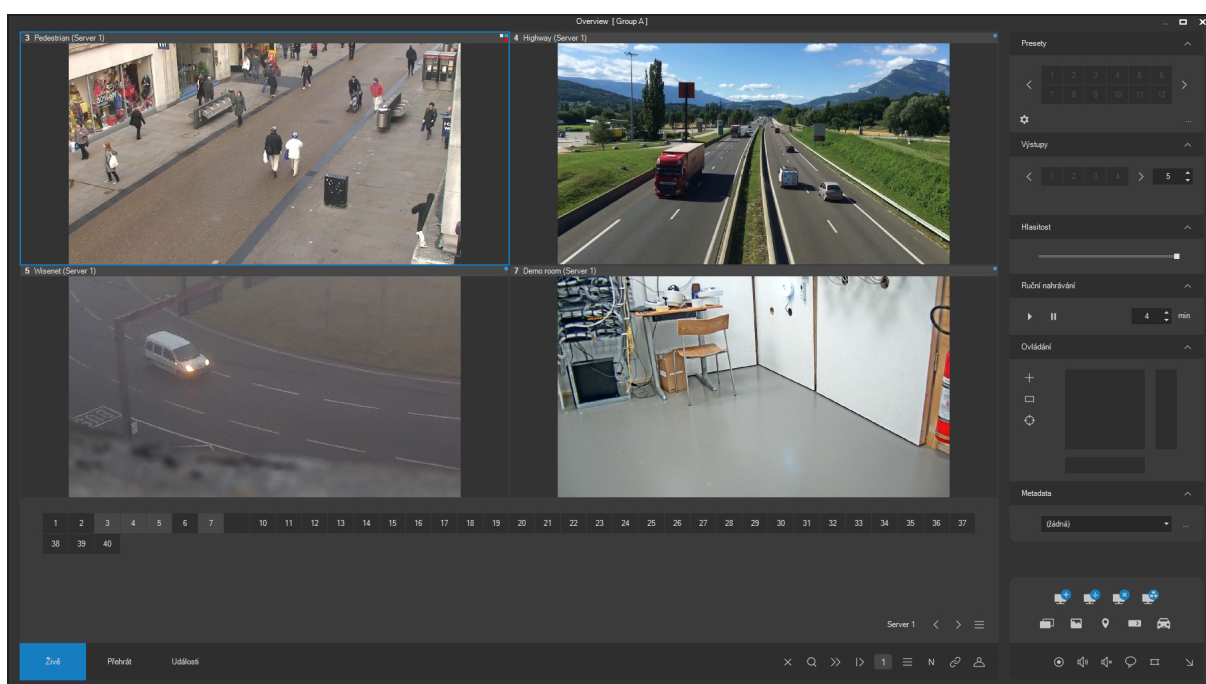 Overview [ Group A ]
3 Pedestrian (Server 1)
4 Highway (Server 1)
5 Wisenet (Server 1)
7 Demo room (Server 1)
Presety
1 2 3 4 5 6
7 8 9 10 11 12
...
Výstupy
1 2 3 4 5
Hlasitost
Ruční nahrávání
4 min
Ovládání
Metadata
(žádná) ...
1 2 3 4 5 6 7 10 11 12 13 14 15 16 17 18 19 20 21 22 23 24 25 26 27 28 29 30 31 32 33 34 35 36 37
38 39 40
Server 1
Živě Přehrát Události
1 N